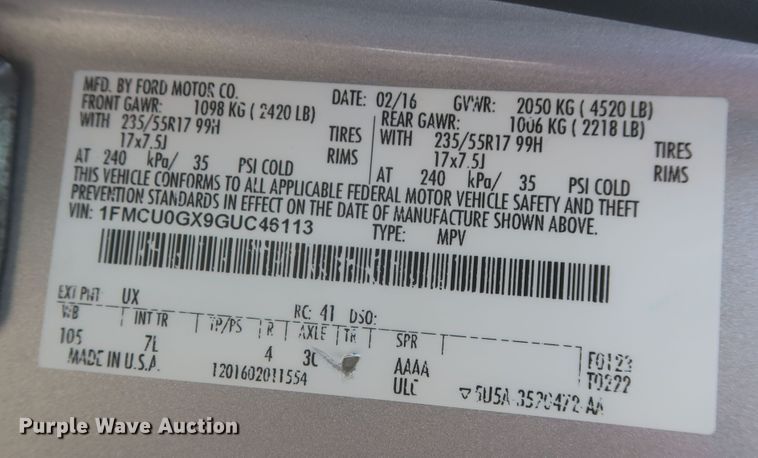 MFD. BY FORD MOTOR CO.
DATE: 02/16 GVWR: 2050 KG ( 4520 LB)
FRONT GAWR: 1098 KG ( 2420 LB)
WITH 235/55R17 99H TIRES
17x7.5J RIMS
AT 240 kPa/ 35 PSI COLD
REAR GAWR: 1006 KG ( 2218 LB)
WITH 235/55R17 99H TIRES
17x7.5J RIMS
AT 240 kPa/ 35 PSI COLD
THIS VEHICLE CONFORMS TO ALL APPLICABLE FEDERAL MOTOR VEHICLE SAFETY AND THEFT
PREVENTION STANDARDS IN EFFECT ON THE DATE OF MANUFACTURE SHOWN ABOVE.
VIN: 1FMCU0GX9GUC46113 TYPE: MPV
EXT PNT UX RC: 41 DSO:
WB INT TR TP/PS R AXLE TR SPR
105 7L 4 AAAA F0123
MADE IN U.S.A. 1201602011554 T0222
5U5A-3520472-AA
Purple Wave Auction